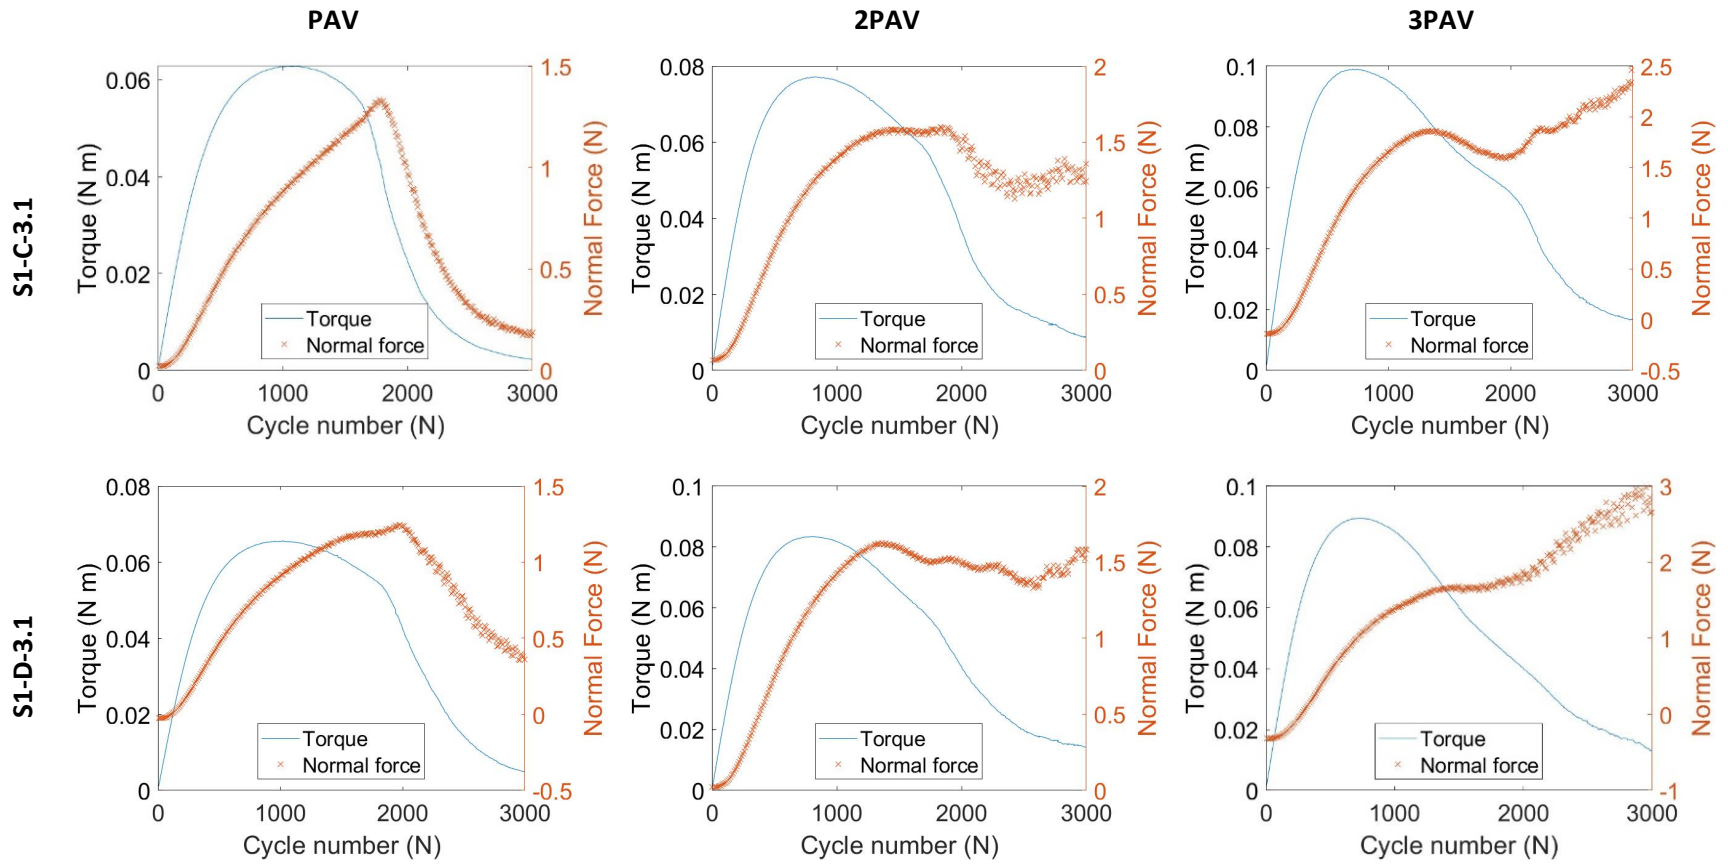 PAV
2PAV
3PAV
S1-C-3.1
Torque (N m)
0.06
0.04
0.02
0
1.5
1
0.5
0
Normal Force (N)
Torque
Normal force
0
1000
2000
3000
Cycle number (N)
Torque (N m)
0.08
0.06
0.04
0.02
0
2
1.5
1
0.5
0
Normal Force (N)
Torque
Normal force
0
1000
2000
3000
Cycle number (N)
Torque (N m)
0.1
0.08
0.06
0.04
0.02
0
2.5
2
1.5
1
0.5
0
-0.5
Normal Force (N)
Torque
Normal force
0
1000
2000
3000
Cycle number (N)
S1-D-3.1
Torque (N m)
0.08
0.06
0.04
0.02
0
1.5
1
0.5
0
-0.5
Normal Force (N)
Torque
Normal force
0
1000
2000
3000
Cycle number (N)
Torque (N m)
0.1
0.08
0.06
0.04
0.02
0
2
1.5
1
0.5
0
Normal Force (N)
Torque
Normal force
0
1000
2000
3000
Cycle number (N)
Torque (N m)
0.1
0.08
0.06
0.04
0.02
0
3
2
1
0
-1
Normal Force (N)
Torque
Normal force
0
1000
2000
3000
Cycle number (N)